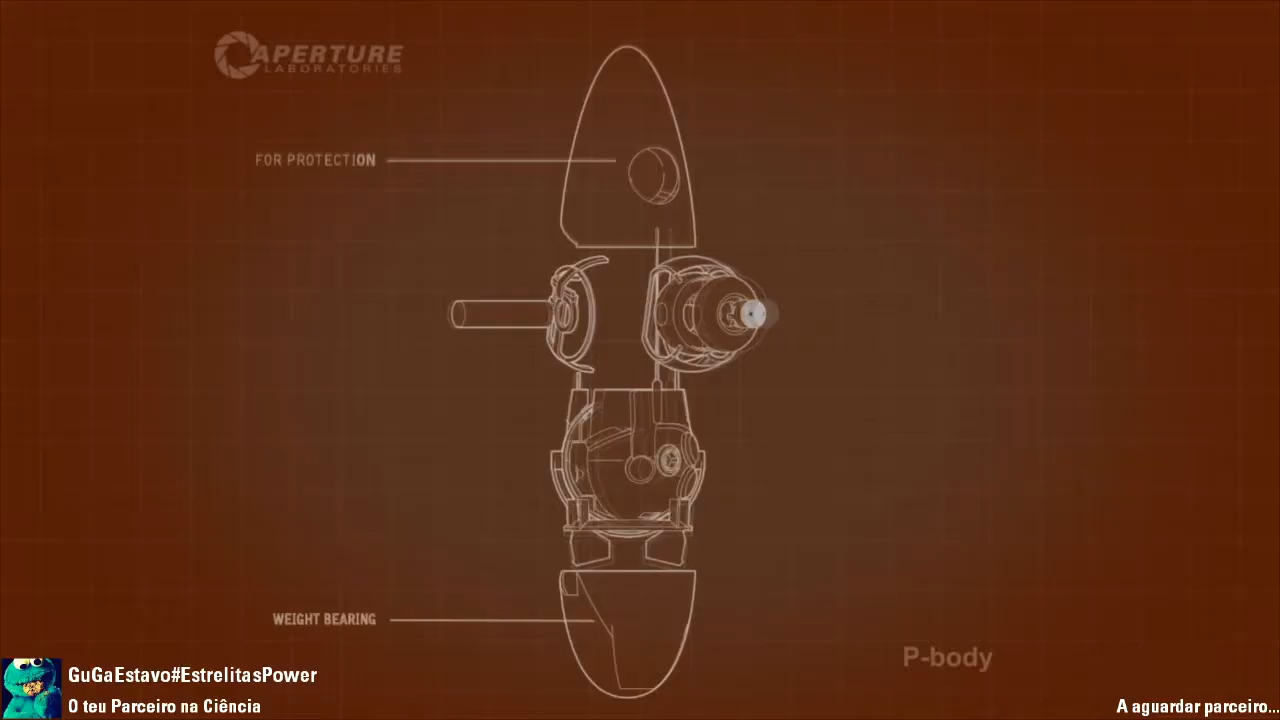 APERTURE
LABORATORIES
FOR PROTECTION
WEIGHT BEARING
P-body
GuGaEstavo#EstrelitasPower
O teu Parceiro na Ciência
A aguardar parceiro...